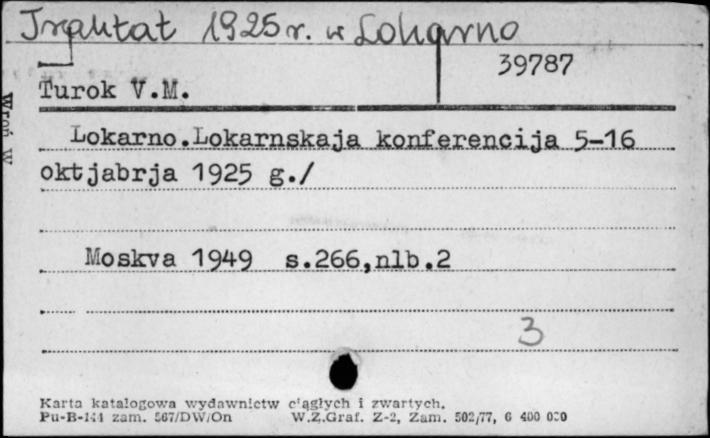 Traktat 1925 r. w Lokarno
39787
Turok V.M.
Lokarno.Lokarnskaja konferencija 5-16
oktjabrja 1925 g./
Moskva 1949 s.266,nlb.2
3
Karta katalogowa wydawnictw ciągłych i zwartych.
Pu-B-144 zam. 567/DW/On W.Z.Graf. Z-2, Zam. 502/77, 6 400 000